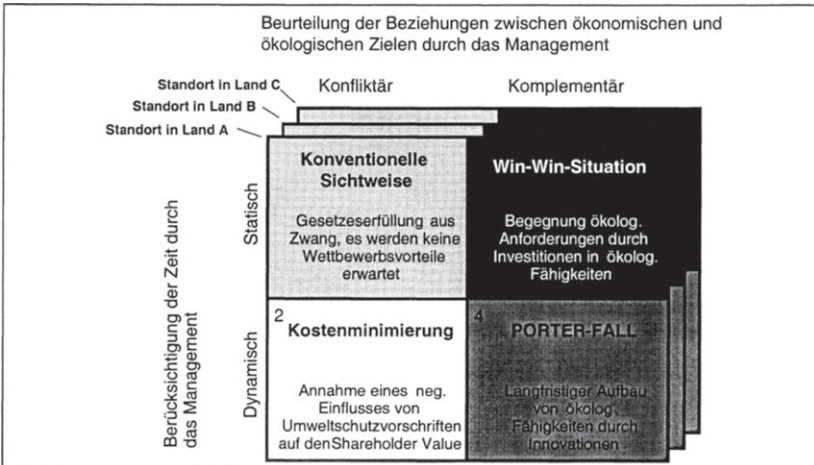 Beurteilung der Beziehungen zwischen ökonomischen und
ökologischen Zielen durch das Management
Standort in Land C
Konfliktär
Komplementär
Standort in Land B
Standort in Land A
Berücksichtigung der Zeit durch
das Management
Statisch
Konventionelle
Sichtweise
Gesetzeserfüllung aus
Zwang, es werden keine
Wettbewerbsvorteile
erwartet
Win-Win-Situation
Begegnung ökolog.
Anforderungen durch
Investitionen in ökolog.
Fähigkeiten
Dynamisch
2
Kostenminimierung
Annahme eines neg.
Einflusses von
Umweltschutzvorschriften
auf den Shareholder Value
4
PORTER-FALL
Langfristiger Aufbau
von ökolog.
Fähigkeiten durch
Innovationen